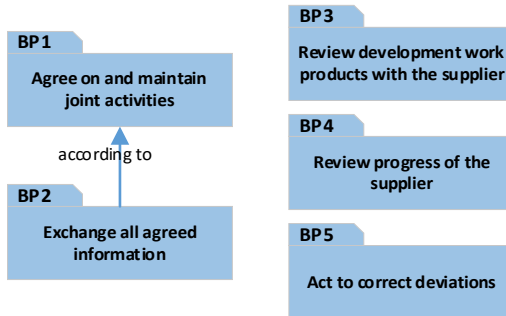 BP1
Agree on and maintain
joint activities
according to
BP2
Exchange all agreed
information
BP3
Review development work
products with the supplier
BP4
Review progress of the
supplier
BP5
Act to correct deviations